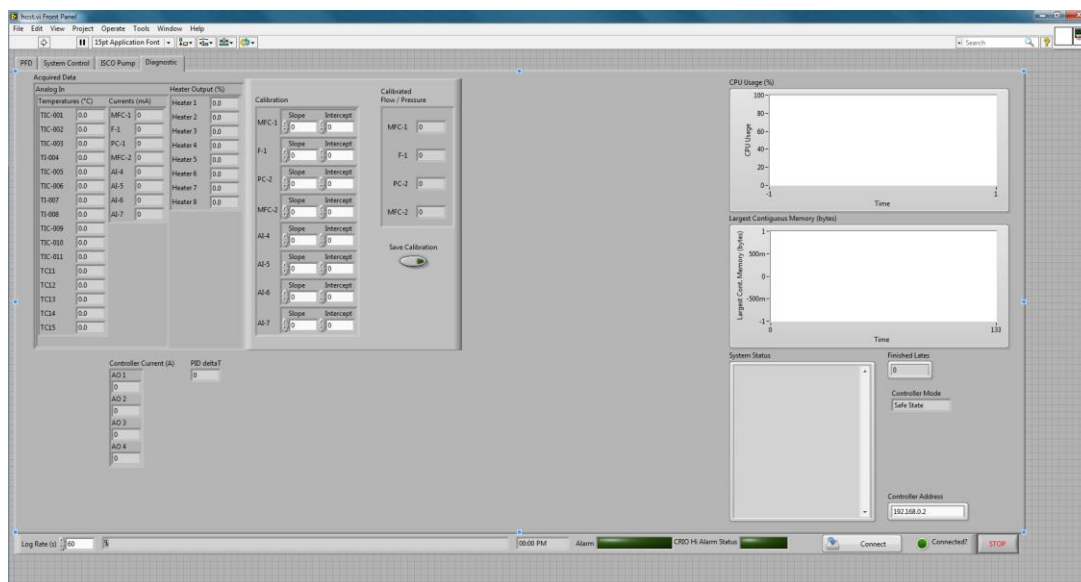 host.vi Front Panel
File Edit View Project Operate Tools Window Help
15pt Application Font
Search
PFD System Control ISCO Pump Diagnostic
Acquired Data
Analog In
Temperatures (°C) Currents (mA) Heater Output (%)
TIC-001 0.0 MFC-1 0 Heater 1 0.0
TIC-002 0.0 F-1 0 Heater 2 0.0
TIC-003 0.0 PC-1 0 Heater 3 0.0
TI-004 0.0 MFC-2 0 Heater 4 0.0
TIC-005 0.0 AI-4 0 Heater 5 0.0
TIC-006 0.0 AI-5 0 Heater 6 0.0
TI-007 0.0 AI-6 0 Heater 7 0.0
TI-008 0.0 AI-7 0 Heater 8 0.0
TIC-009 0.0
TIC-010 0.0
TIC-011 0.0
TC11 0.0
TC12 0.0
TC13 0.0
TC14 0.0
TC15 0.0
Calibration
Slope Intercept
MFC-1 0 0
Slope Intercept
F-1 0 0
Slope Intercept
PC-2 0 0
Slope Intercept
MFC-2 0 0
Slope Intercept
AI-4 0 0
Slope Intercept
AI-5 0 0
Slope Intercept
AI-6 0 0
Slope Intercept
AI-7 0 0
Calibrated
Flow / Pressure
MFC-1 0
F-1 0
PC-2 0
MFC-2 0
Save Calibration
Controller Current (A)
AO 1
0
AO 2
0
AO 3
0
AO 4
0
PID deltaT
0
CPU Usage (%)
CPU Usage
100
80
60
40
20
0
-1 1
Time
Largest Contiguous Memory (bytes)
Largest Cont. Memory (bytes)
1
500m
0
-500m
-1
0 133
Time
System Status
Finished Lates
0
Controller Mode
Safe State
Controller Address
192.168.0.2
Log Rate (s) 60 00:00 PM Alarm CRIO Hi Alarm Status Connect Connected? STOP